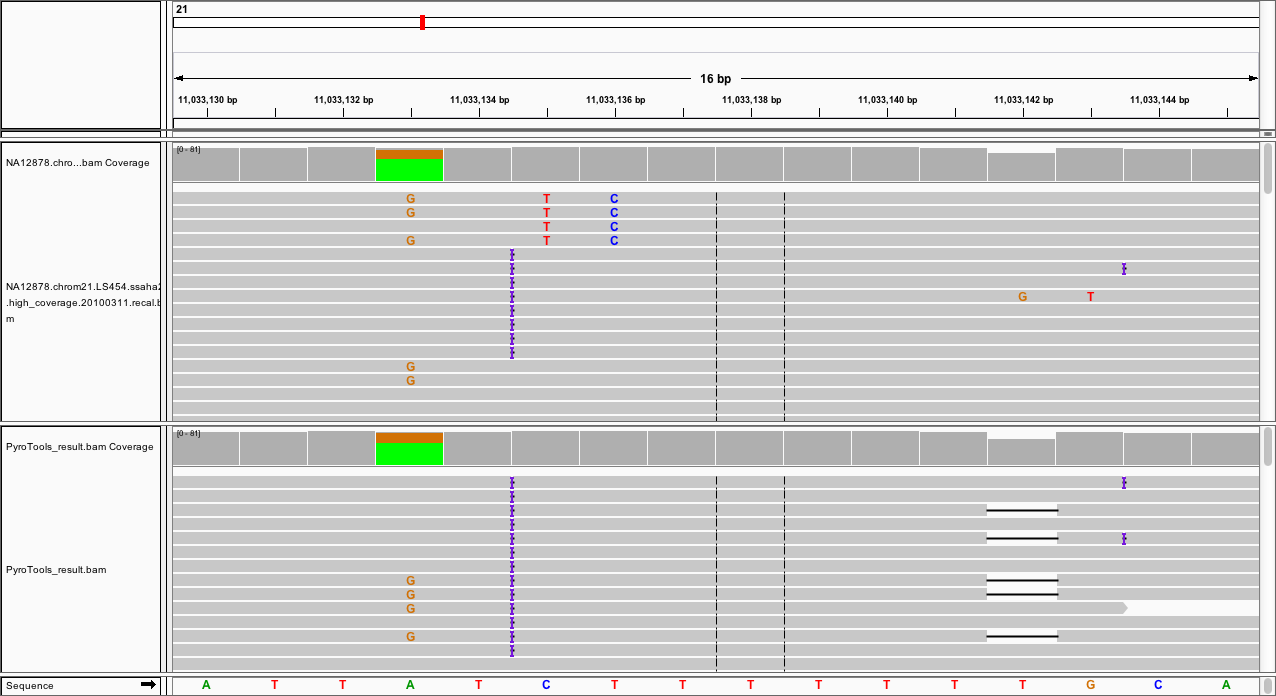 21
16 bp
11,033,130 bp 11,033,132 bp 11,033,134 bp 11,033,136 bp 11,033,138 bp 11,033,140 bp 11,033,142 bp 11,033,144 bp
NA12878.chro...bam Coverage
[0 - 81]
G T C
G T C
T C
G T C
NA12878.chrom21.LS454.ssaha2
G T
.high_coverage.20100311.recal.b
m
G
G
PyroTools_result.bam Coverage
[0 - 81]
PyroTools_result.bam
G
G
G
G
Sequence A T T A T C T T T T T T T G C A